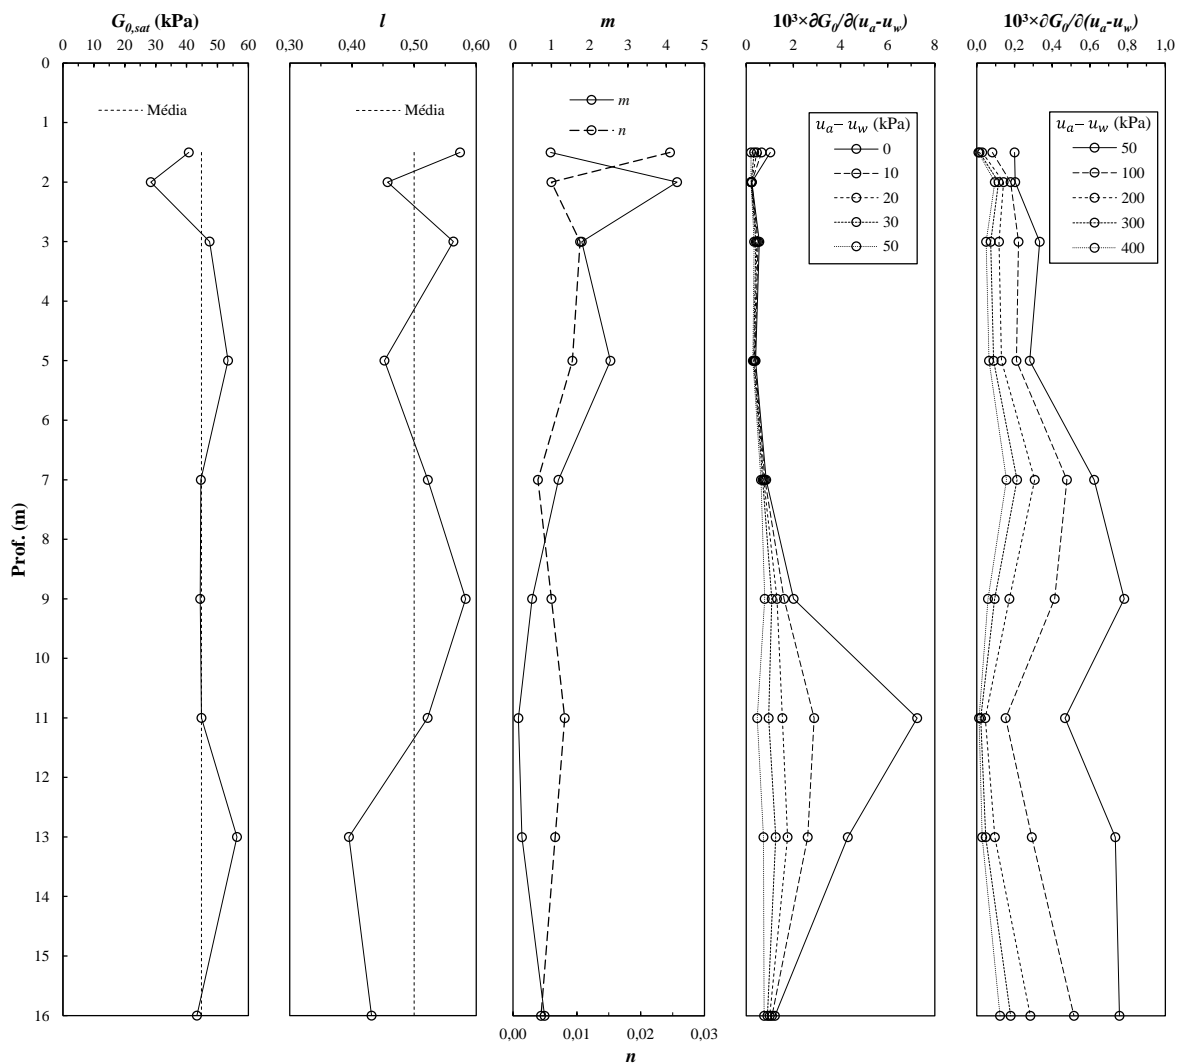 G0,sat (kPa)
0 10 20 30 40 50 60
l
0,30 0,40 0,50 0,60
m
0 1 2 3 4 5
10³×∂G0/∂(ua-uw)
0 2 4 6 8
10³×∂G0/∂(ua-uw)
0,0 0,2 0,4 0,6 0,8 1,0
Prof. (m)
0
1
2
3
4
5
6
7
8
9
10
11
12
13
14
15
16
Média
Média
m
n
ua− uw (kPa)
0
10
20
30
50
ua− uw (kPa)
50
100
200
300
400
0,00 0,01 0,02 0,03
n